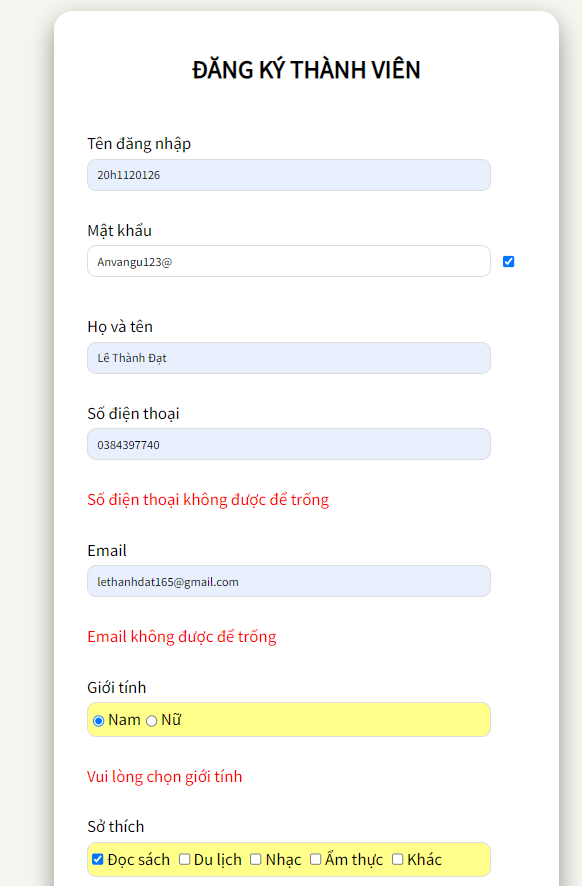 ĐĂNG KÝ THÀNH VIÊN
Tên đăng nhập
20h1120126
Mật khẩu
Anvangu123@
Họ và tên
Lê Thành Đạt
Số điện thoại
0384397740
Số điện thoại không được để trống
Email
lethanhdat165@gmail.com
Email không được để trống
Giới tính
Nam Nữ
Vui lòng chọn giới tính
Sở thích
Đọc sách Du lịch Nhạc Ẩm thực Khác